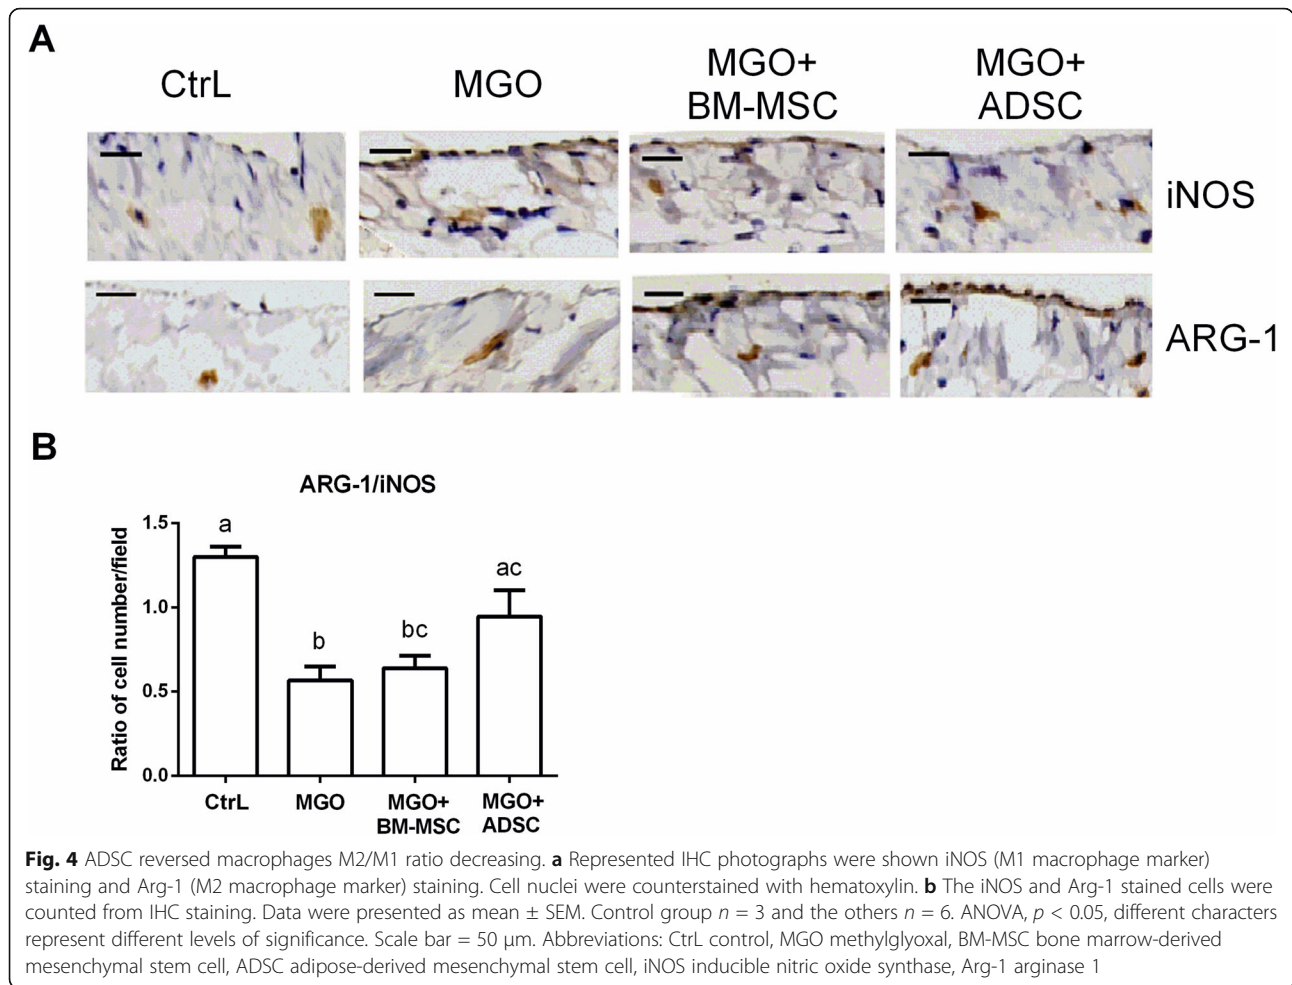 A
CtrL
MGO
MGO+
BM-MSC
MGO+
ADSC
iNOS
ARG-1
B
ARG-1/iNOS
Ratio of cell number/field
1.5
1.0
0.5
0.0
a
b
bc
ac
CtrL
MGO
MGO+
BM-MSC
MGO+
ADSC
Fig. 4 ADSC reversed macrophages M2/M1 ratio decreasing. a Represented IHC photographs were shown iNOS (M1 macrophage marker)
staining and Arg-1 (M2 macrophage marker) staining. Cell nuclei were counterstained with hematoxylin. b The iNOS and Arg-1 stained cells were
counted from IHC staining. Data were presented as mean ± SEM. Control group n = 3 and the others n = 6. ANOVA, p < 0.05, different characters
represent different levels of significance. Scale bar = 50 μm. Abbreviations: CtrL control, MGO methylglyoxal, BM-MSC bone marrow-derived
mesenchymal stem cell, ADSC adipose-derived mesenchymal stem cell, iNOS inducible nitric oxide synthase, Arg-1 arginase 1